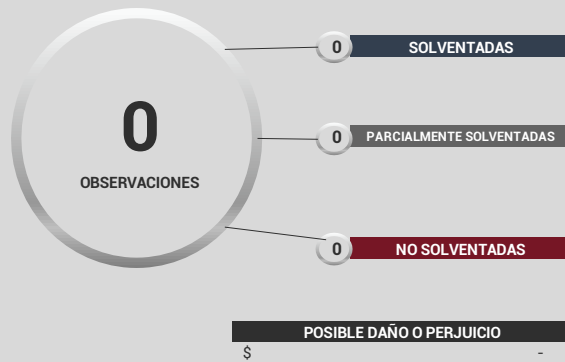 0
OBSERVACIONES
0 SOLVENTADAS
0 PARCIALMENTE SOLVENTADAS
0 NO SOLVENTADAS
POSIBLE DAÑO O PERJUICIO
$ -